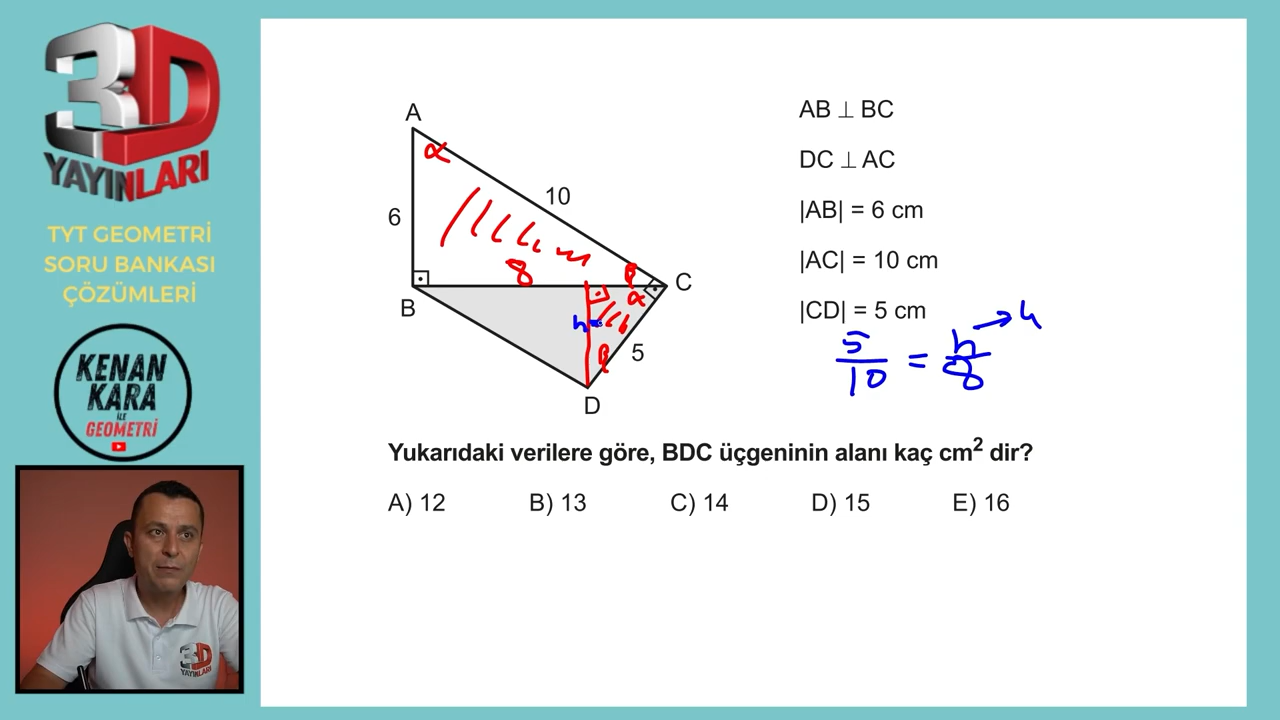 3D
YAYINLARI
TYT GEOMETRİ
SORU BANKASI
ÇÖZÜMLERİ
KENAN
KARA
İLE
GEOMETRİ
3D
YAYINLARI
A
α
10
6
8
β
C
α
B
h
5
β
D
AB ⊥ BC
DC ⊥ AC
|AB| = 6 cm
|AC| = 10 cm
|CD| = 5 cm
5/10 = h/8 → 4
Yukarıdaki verilere göre, BDC üçgeninin alanı kaç cm² dir?
A) 12 B) 13 C) 14 D) 15 E) 16